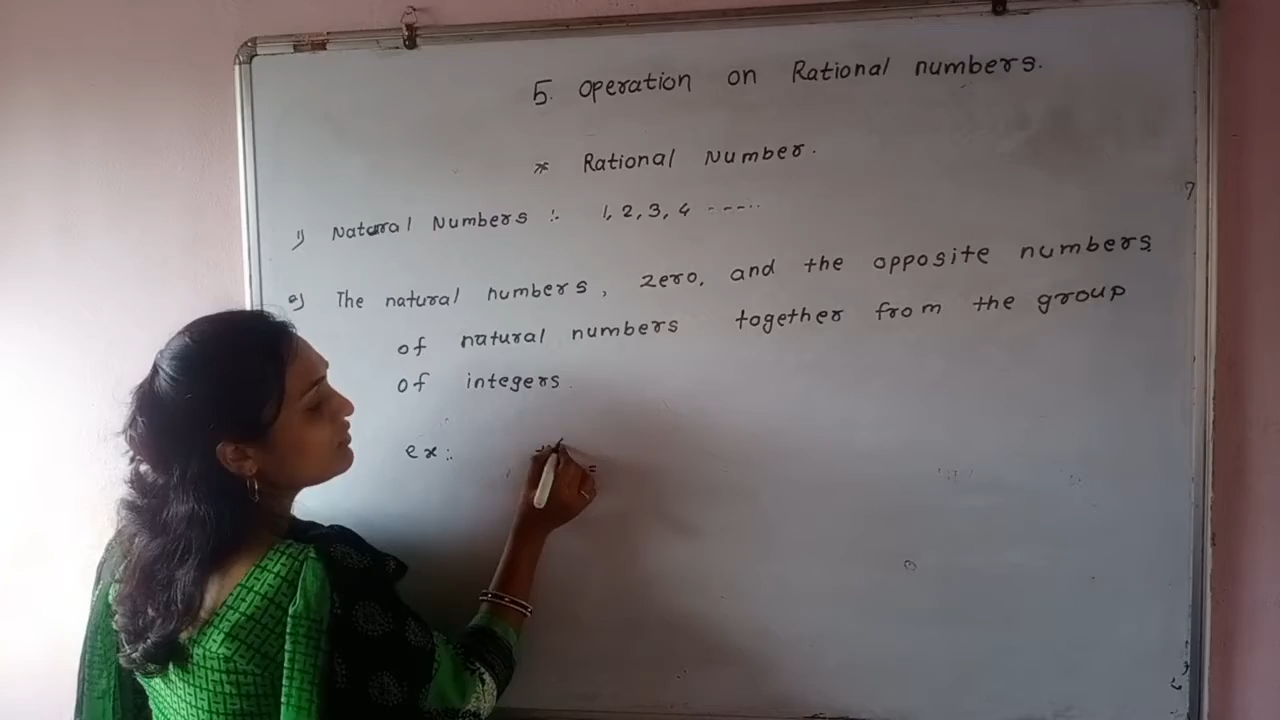 5. Operation on Rational numbers.
* Rational Number.
1) Natural Numbers :- 1, 2, 3, 4 -----..
The natural numbers, zero, and the opposite numbers
of natural numbers together from the group
of integers.
ex: